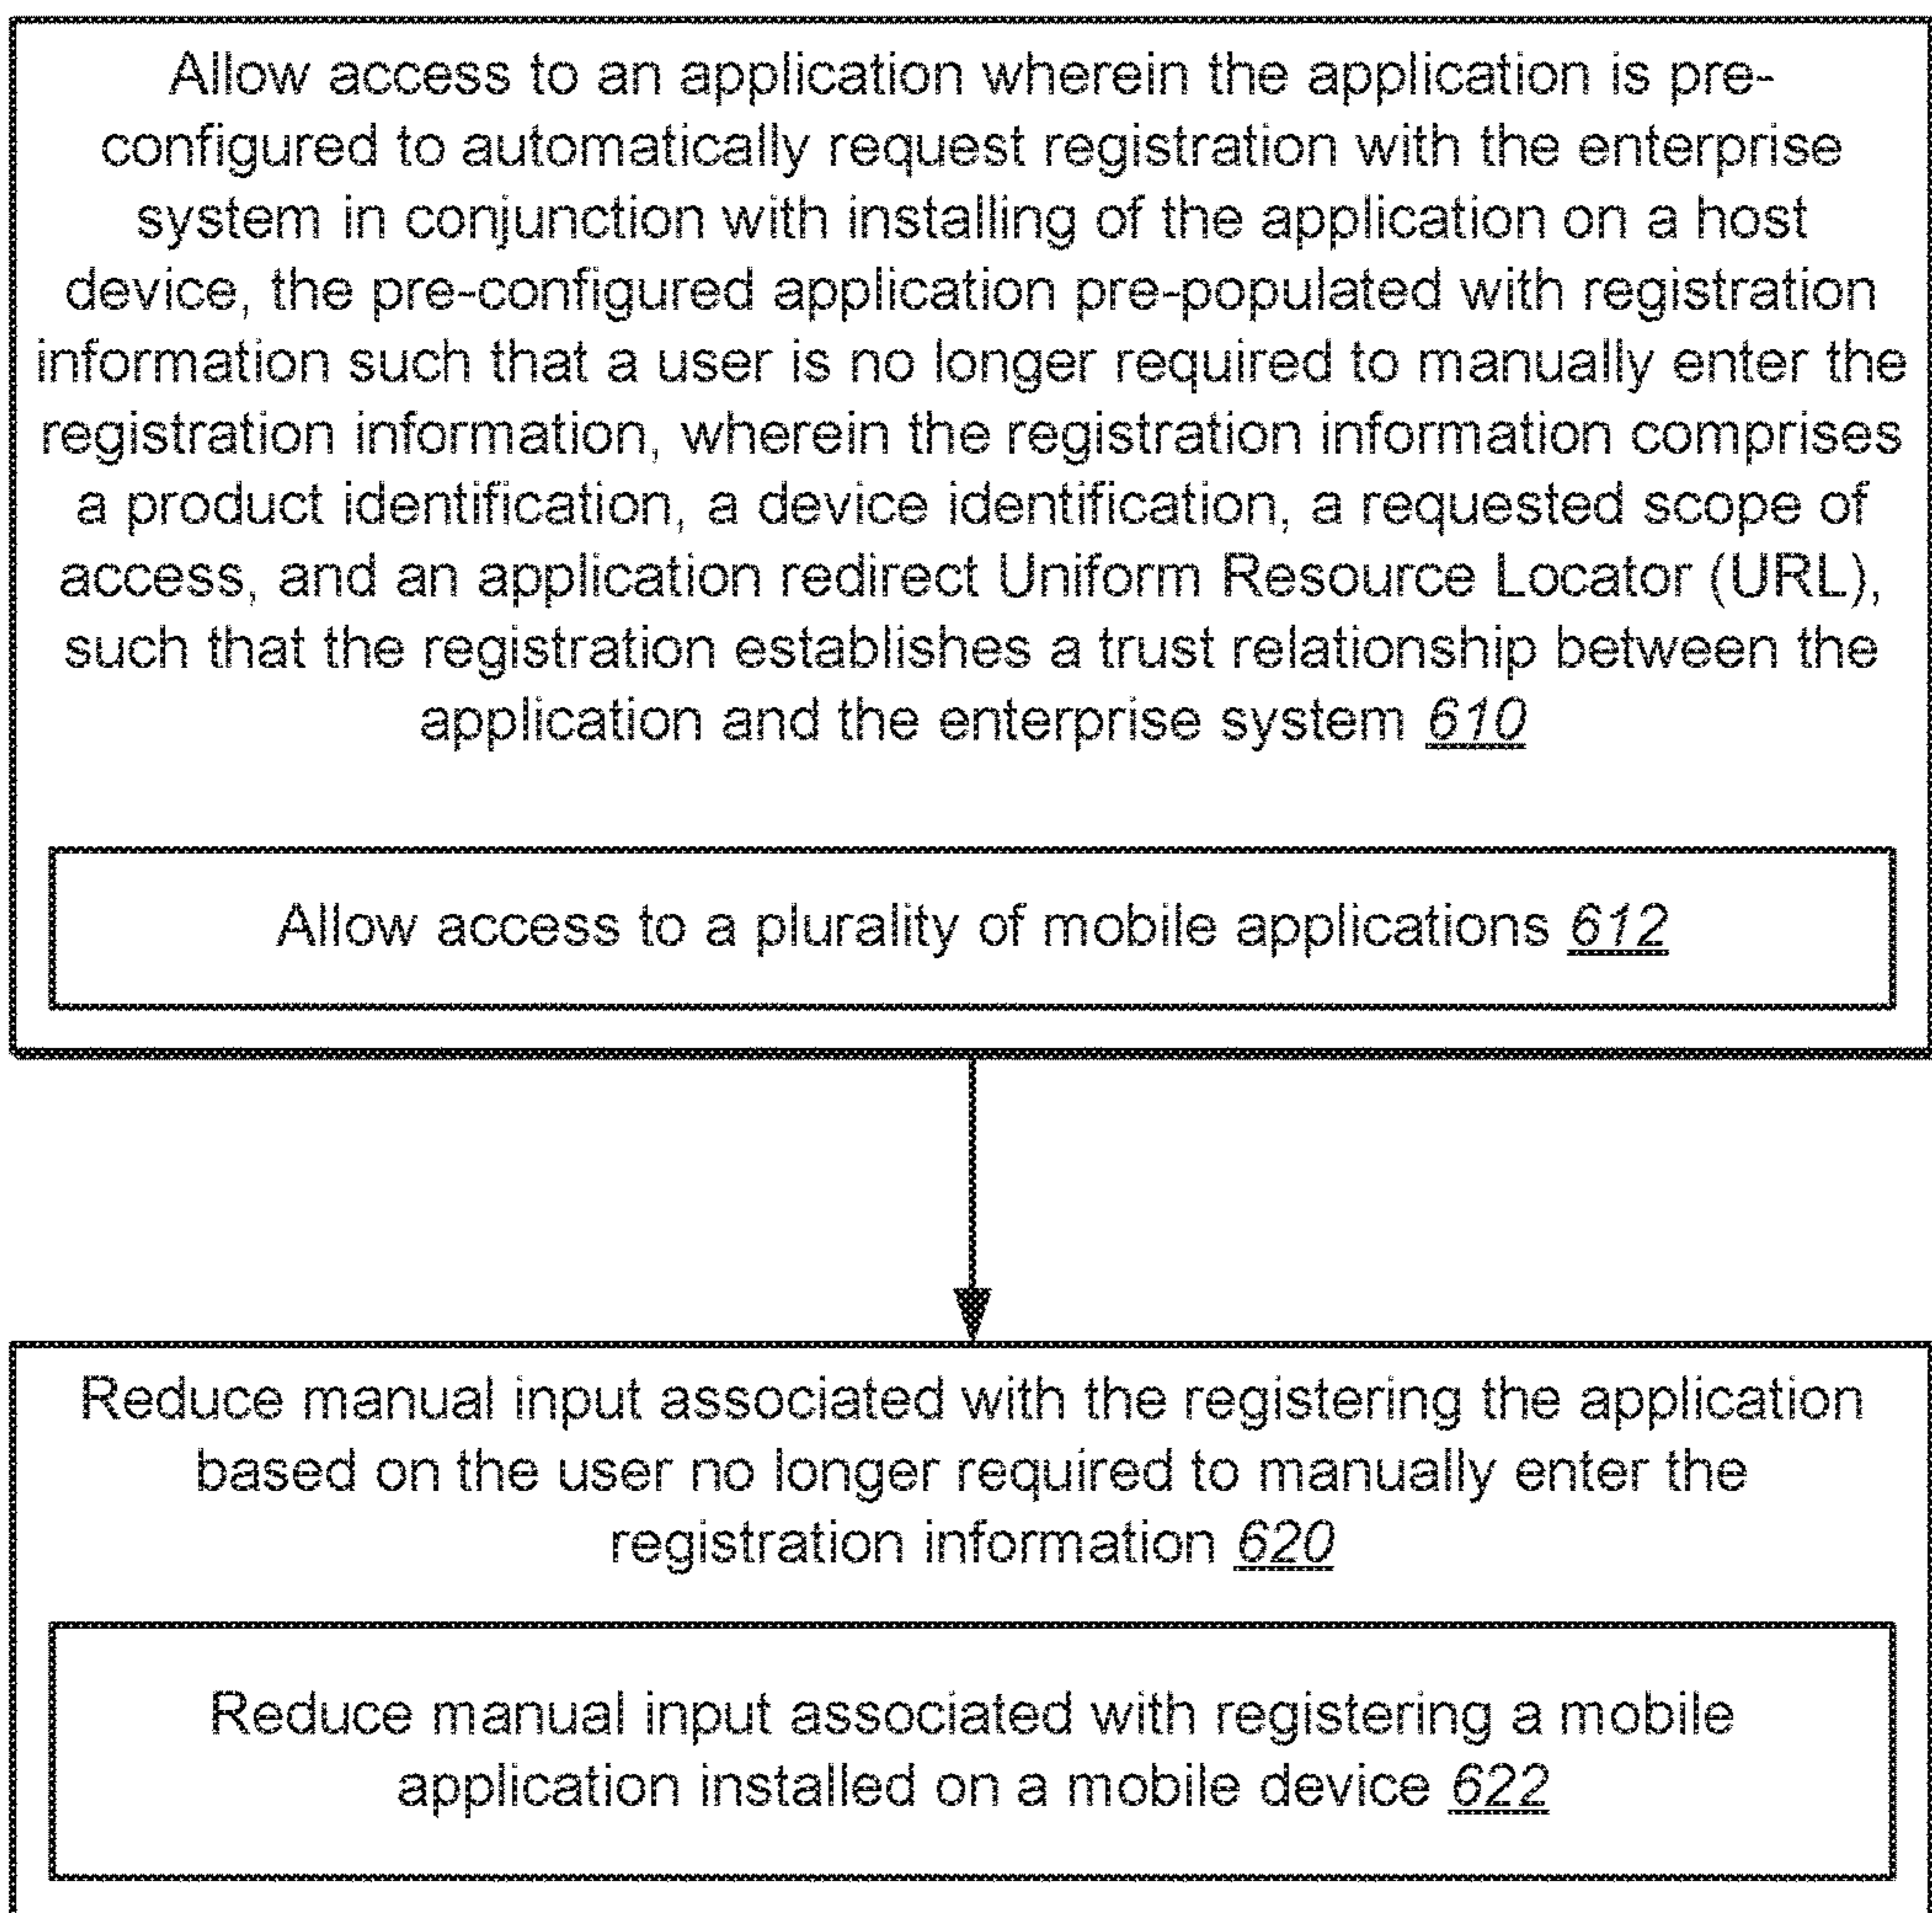 Allow access to an application wherein the application is pre-
configured to automatically request registration with the enterprise
system in conjunction with installing of the application on a host
device, the pre-configured application pre-populated with registration
information such that a user is no longer required to manually enter the
registration information, wherein the registration information comprises
a product identification, a device identification, a requested scope of
access, and an application redirect Uniform Resource Locator (URL),
such that the registration establishes a trust relationship between the
application and the enterprise system 610
Allow access to a plurality of mobile applications 612
Reduce manual input associated with the registering the application
based on the user no longer required to manually enter the
registration information 620
Reduce manual input associated with registering a mobile
application installed on a mobile device 622